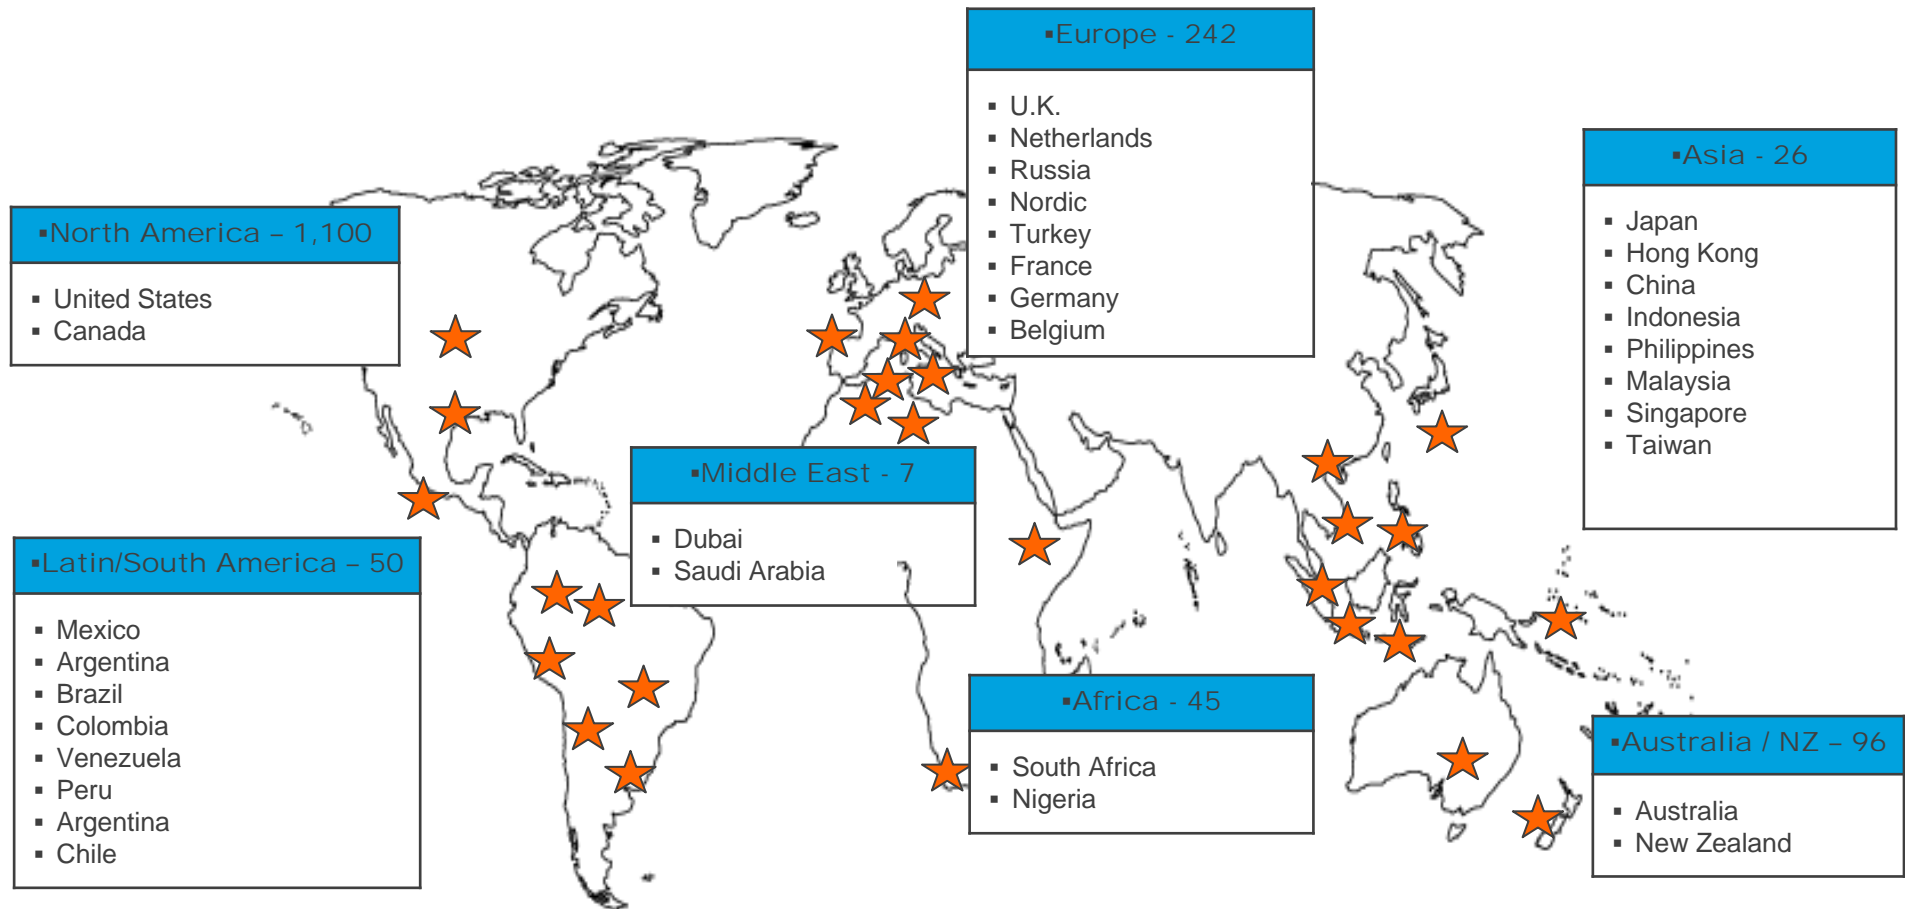 ▪Europe - 242
▪ U.K.
▪ Netherlands
▪ Russia
▪ Nordic
▪ Turkey
▪ France
▪ Germany
▪ Belgium
▪Asia - 26
▪ Japan
▪ Hong Kong
▪ China
▪ Indonesia
▪ Philippines
▪ Malaysia
▪ Singapore
▪ Taiwan
▪North America – 1,100
▪ United States
▪ Canada
▪Middle East - 7
▪ Dubai
▪ Saudi Arabia
▪Latin/South America – 50
▪ Mexico
▪ Argentina
▪ Brazil
▪ Colombia
▪ Venezuela
▪ Peru
▪ Argentina
▪ Chile
▪Africa - 45
▪ South Africa
▪ Nigeria
▪Australia / NZ – 96
▪ Australia
▪ New Zealand